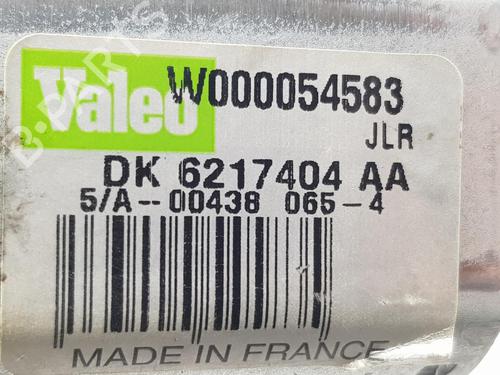 Valeo W000054583
JLR
DK 6217404 AA
5/A-00438 065-4
MADE IN FRANCE
B-PARTS